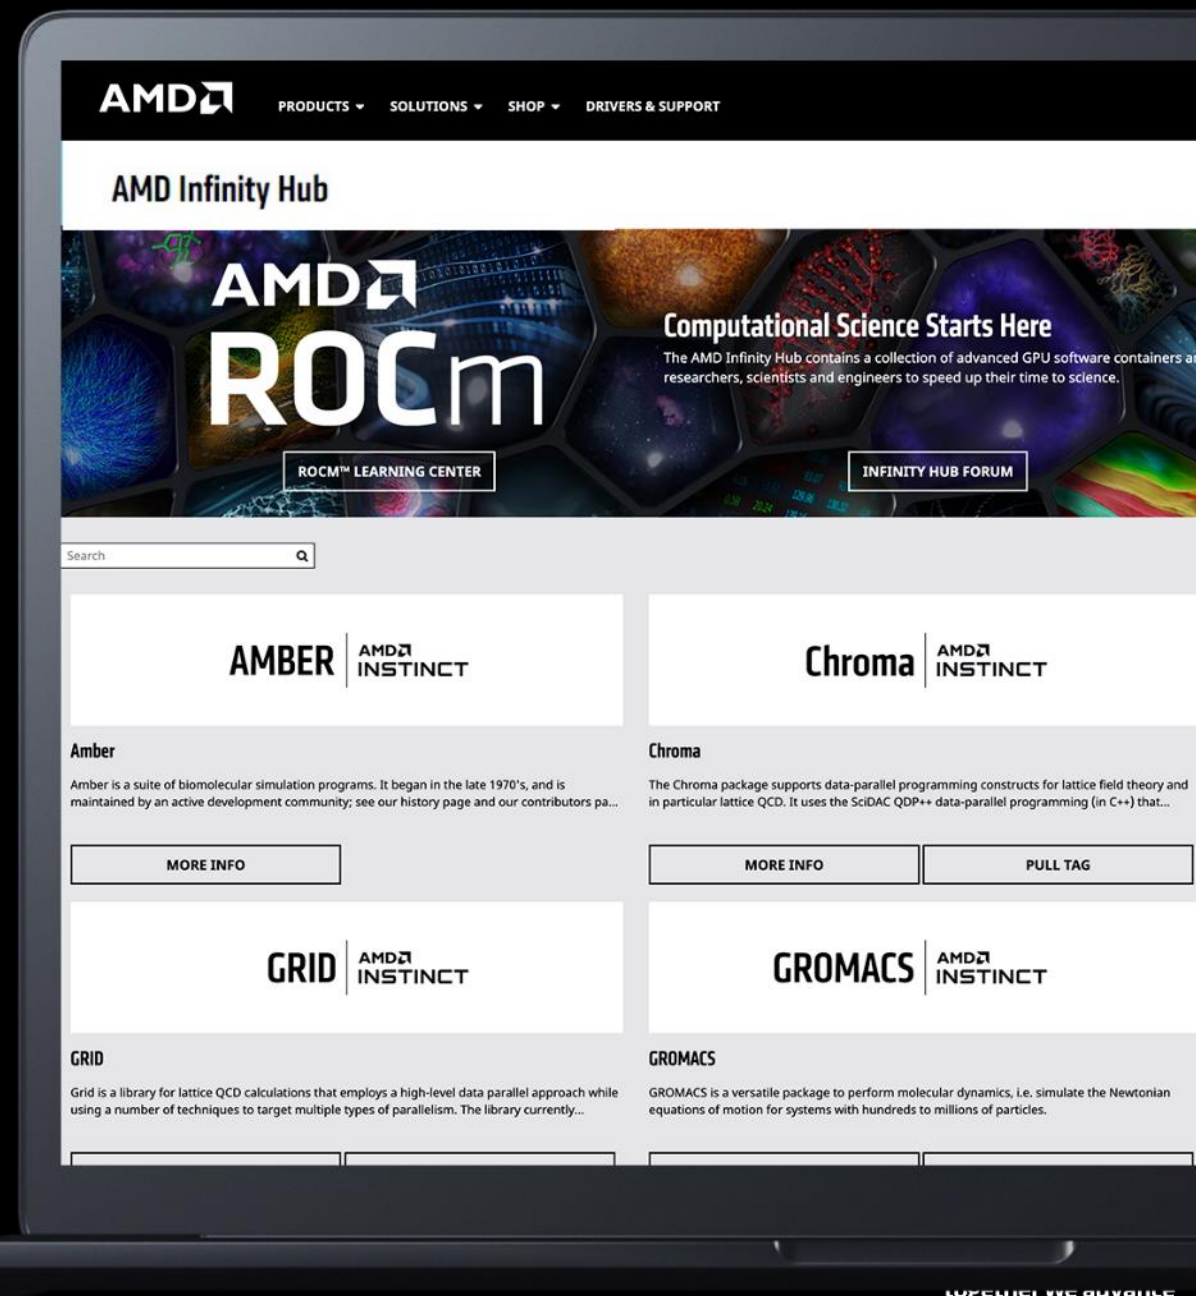 AMD PRODUCTS SOLUTIONS SHOP DRIVERS & SUPPORT
AMD Infinity Hub
AMD
ROCm
ROCM™ LEARNING CENTER
Computational Science Starts Here
The AMD Infinity Hub contains a collection of advanced GPU software containers
researchers, scientists and engineers to speed up their time to science.
INFINITY HUB FORUM
Search
AMBER AMD INSTINCT
Amber
Amber is a suite of biomolecular simulation programs. It began in the late 1970's, and is
maintained by an active development community; see our history page and our contributors pa...
MORE INFO
Chroma AMD INSTINCT
Chroma
The Chroma package supports data-parallel programming constructs for lattice field theory and
in particular lattice QCD. It uses the SciDAC QDP++ data-parallel programming (in C++) that...
MORE INFO PULL TAG
GRID AMD INSTINCT
GRID
Grid is a library for lattice QCD calculations that employs a high-level data parallel approach while
using a number of techniques to target multiple types of parallelism. The library currently...
GROMACS AMD INSTINCT
GROMACS
GROMACS is a versatile package to perform molecular dynamics, i.e. simulate the Newtonian
equations of motion for systems with hundreds to millions of particles.
together we advance